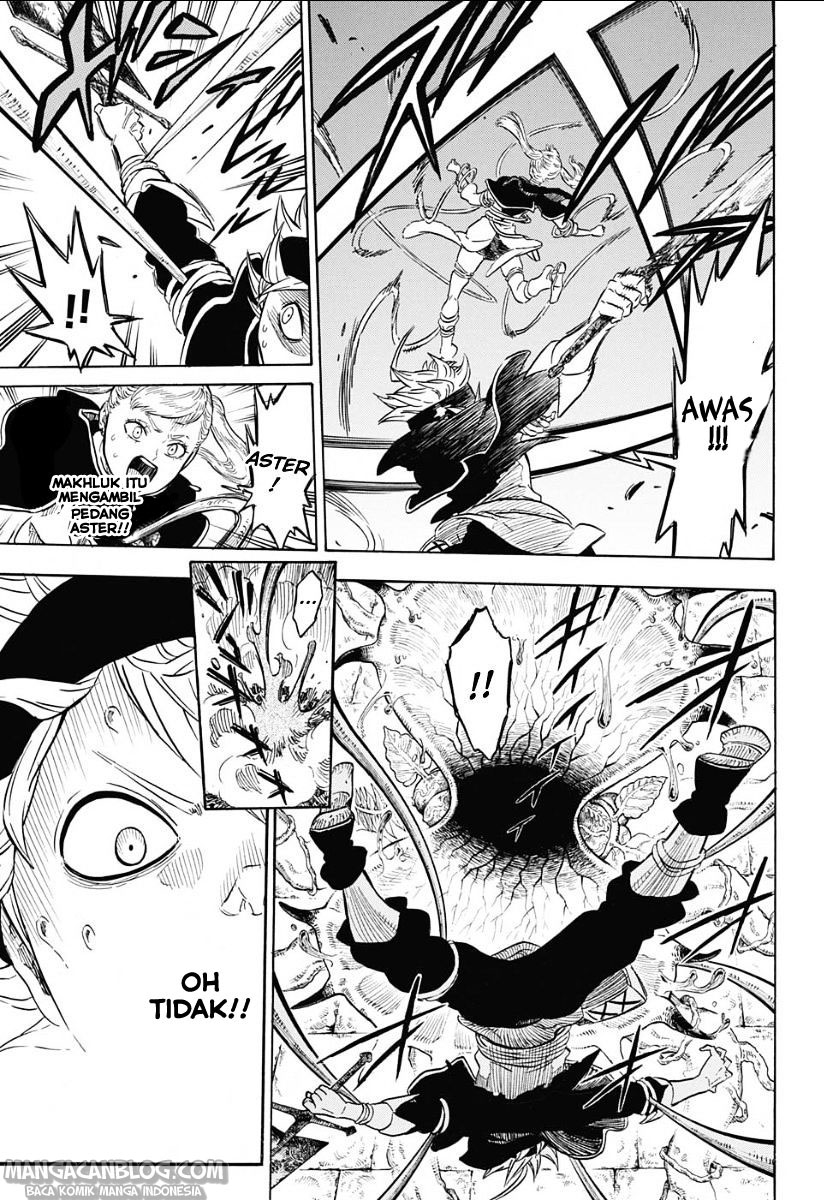 AWAS
!!!
!!
ASTER
!
MAKHLUK ITU
MENGAMBIL
PEDANG
ASTER!!
!!
...
OH
TIDAK!!
MANGACANBLOG.COM
BACA KOMIK MANGA INDONESIA